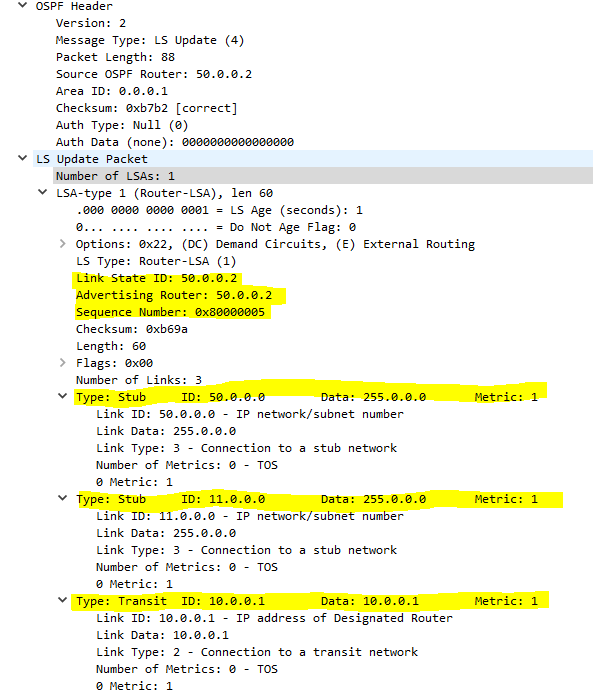 OSPF Header
Version: 2
Message Type: LS Update (4)
Packet Length: 88
Source OSPF Router: 50.0.0.2
Area ID: 0.0.0.1
Checksum: 0xb7b2 [correct]
Auth Type: Null (0)
Auth Data (none): 0000000000000000
LS Update Packet
Number of LSAs: 1
LSA-type 1 (Router-LSA), len 60
.000 0000 0000 0001 = LS Age (seconds): 1
0... .... .... .... = Do Not Age Flag: 0
Options: 0x22, (DC) Demand Circuits, (E) External Routing
LS Type: Router-LSA (1)
Link State ID: 50.0.0.2
Advertising Router: 50.0.0.2
Sequence Number: 0x80000005
Checksum: 0xb69a
Length: 60
Flags: 0x00
Number of Links: 3
Type: Stub ID: 50.0.0.0 Data: 255.0.0.0 Metric: 1
Link ID: 50.0.0.0 - IP network/subnet number
Link Data: 255.0.0.0
Link Type: 3 - Connection to a stub network
Number of Metrics: 0 - TOS
0 Metric: 1
Type: Stub ID: 11.0.0.0 Data: 255.0.0.0 Metric: 1
Link ID: 11.0.0.0 - IP network/subnet number
Link Data: 255.0.0.0
Link Type: 3 - Connection to a stub network
Number of Metrics: 0 - TOS
0 Metric: 1
Type: Transit ID: 10.0.0.1 Data: 10.0.0.1 Metric: 1
Link ID: 10.0.0.1 - IP address of Designated Router
Link Data: 10.0.0.1
Link Type: 2 - Connection to a transit network
Number of Metrics: 0 - TOS
0 Metric: 1